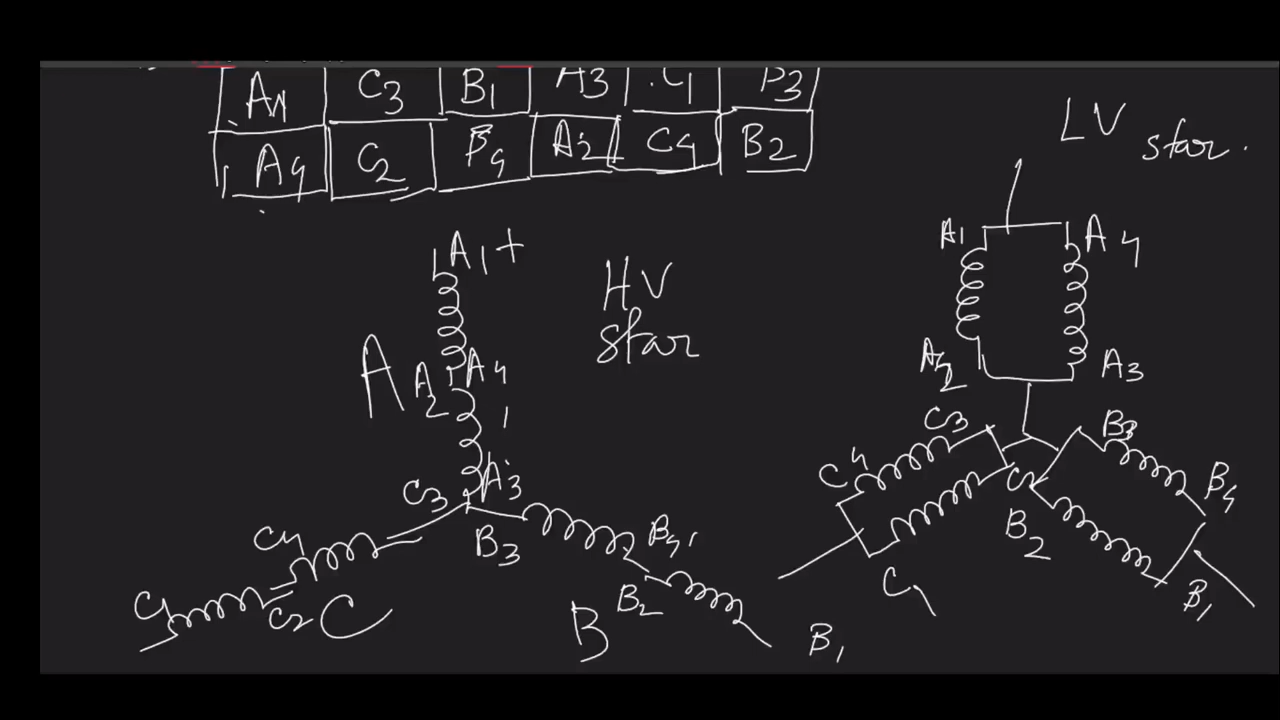 A1 C3 B1 A3 C1 B3
A4 C2 B4 A2 C4 B2
LV
star.
A1+
HV
star
A
A2 A4
C3 A3
B3
C4
B4
C1
C2
C
B2
B
B1
A1 A4
A2 A3
C3 B3
C4
C2
B4
B2
C1
B1